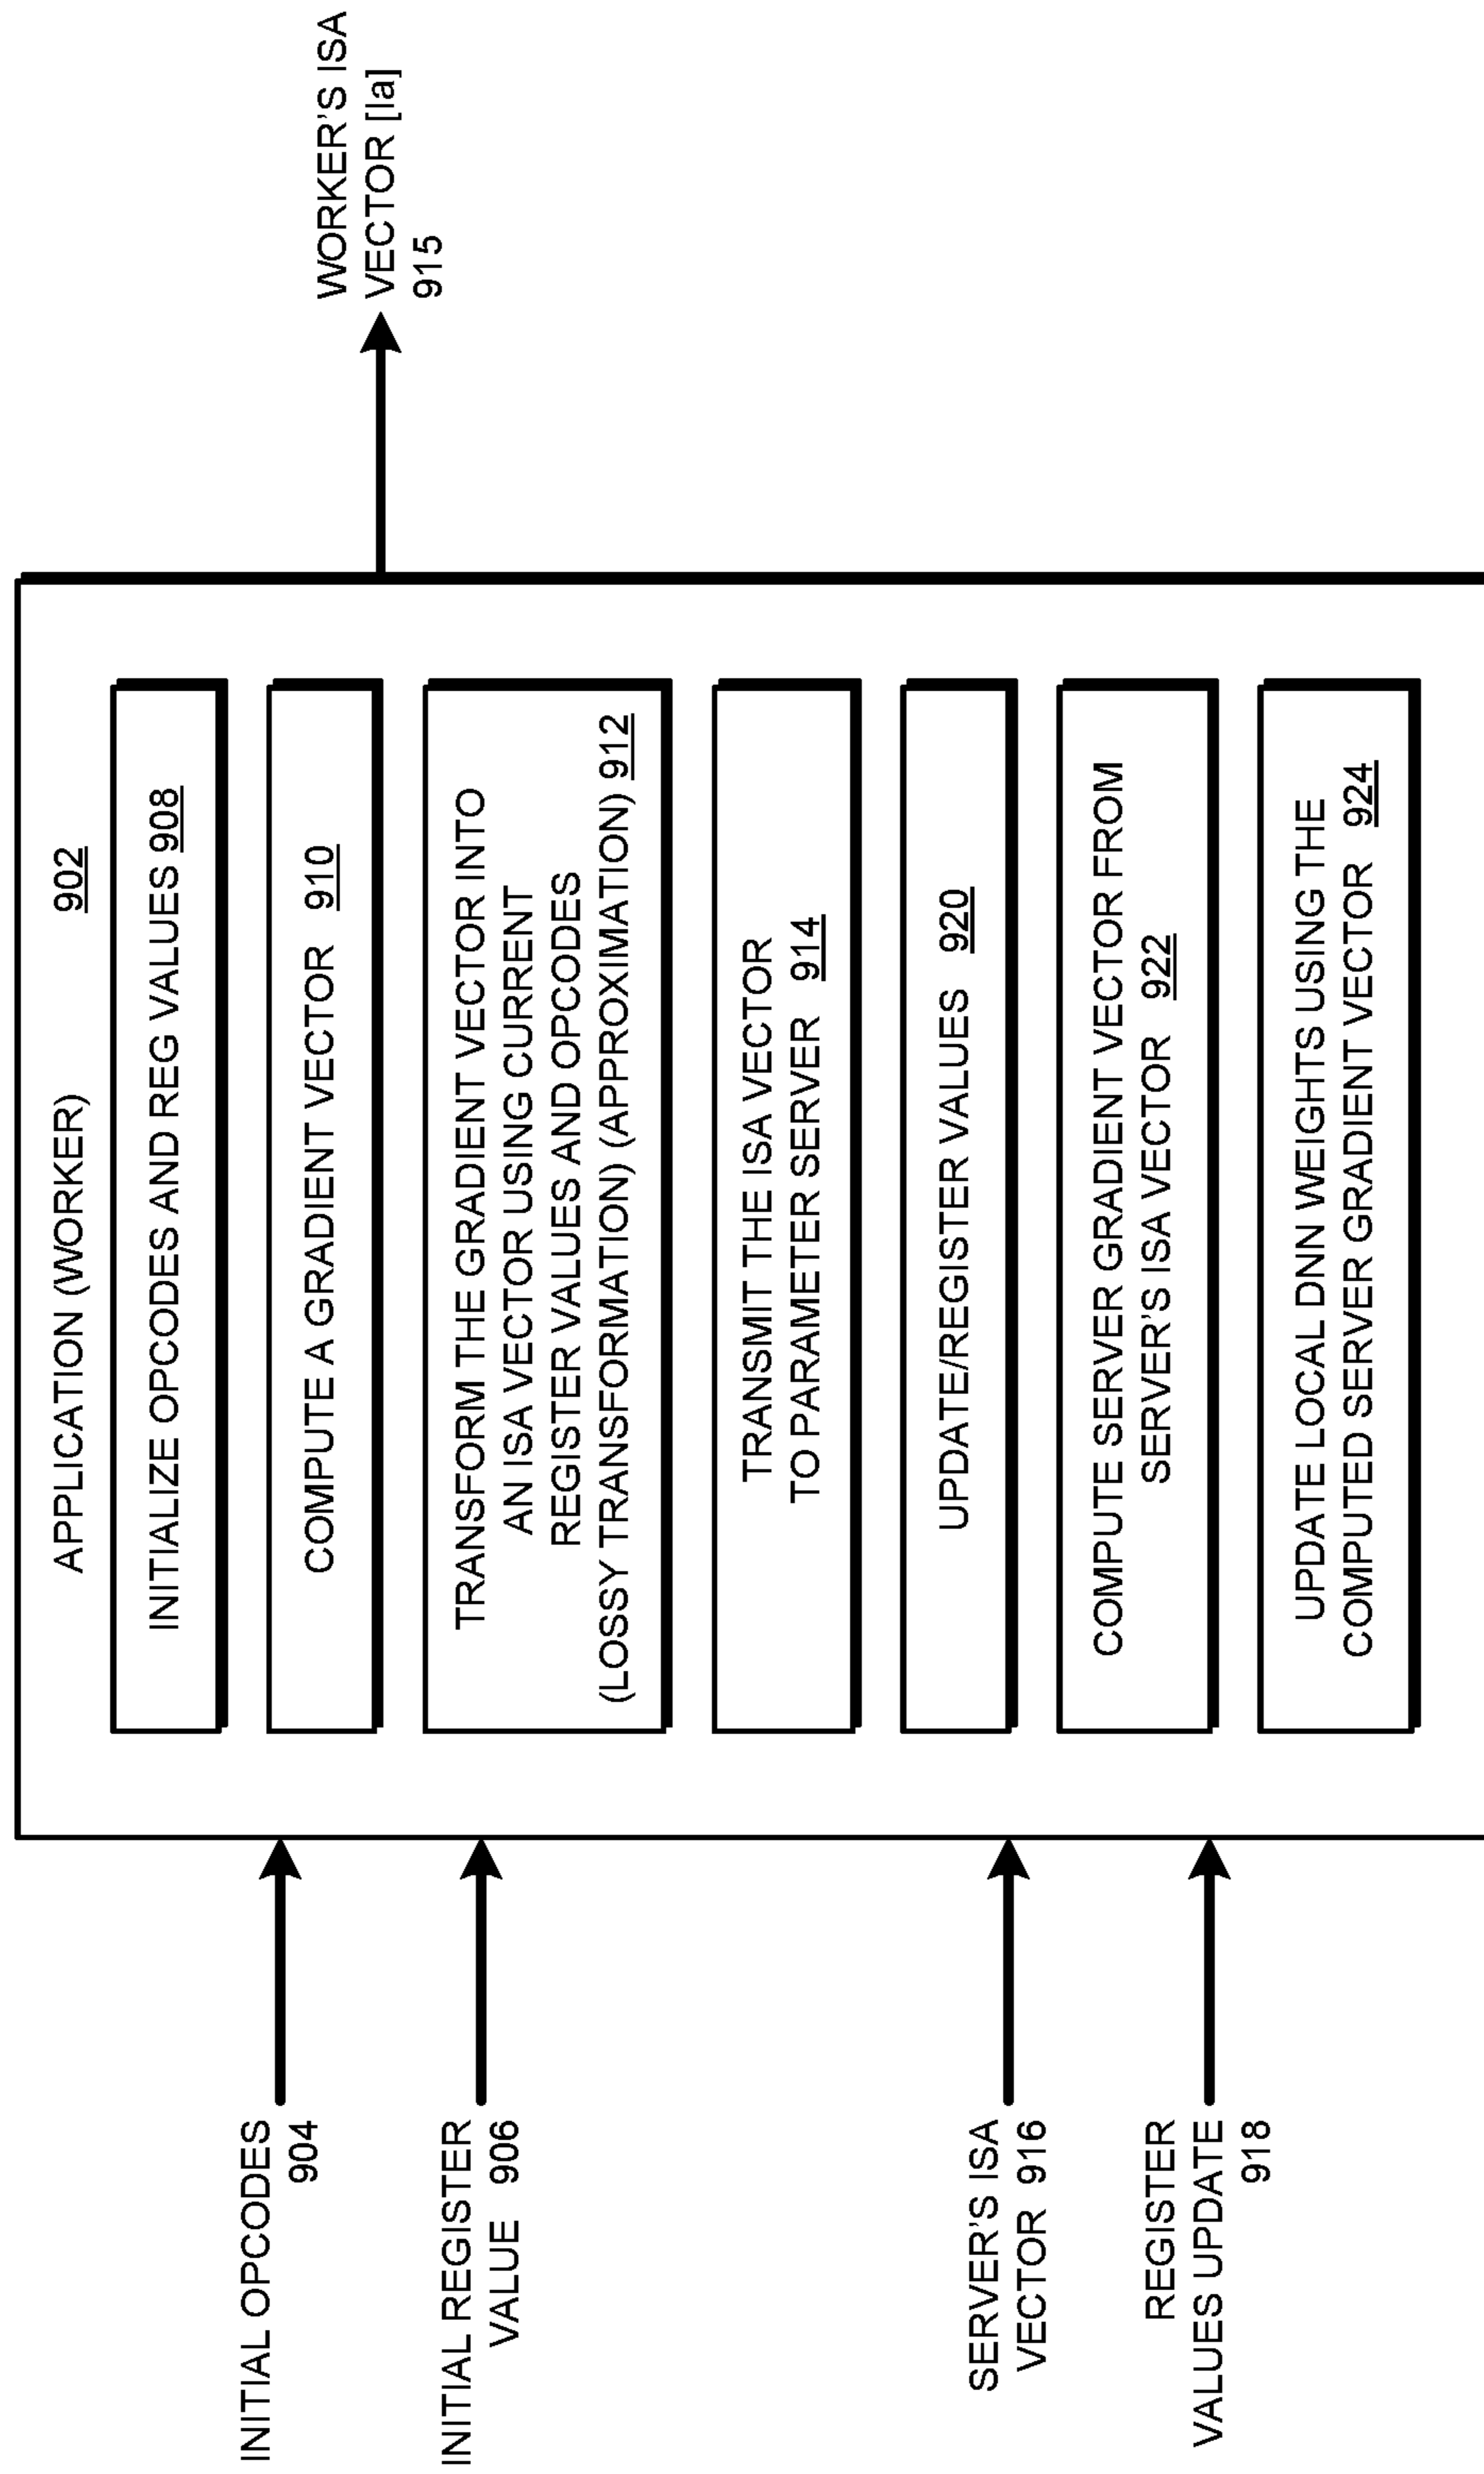 INITIAL OPCODES
904
INITIAL REGISTER
VALUE 906
SERVER'S ISA
VECTOR 916
REGISTER
VALUES UPDATE
918
APPLICATION (WORKER) 902
INITIALIZE OPCODES AND REG VALUES 908
COMPUTE A GRADIENT VECTOR 910
TRANSFORM THE GRADIENT VECTOR INTO
AN ISA VECTOR USING CURRENT
REGISTER VALUES AND OPCODES
(LOSSY TRANSFORMATION) (APPROXIMATION) 912
TRANSMIT THE ISA VECTOR
TO PARAMETER SERVER 914
UPDATE/REGISTER VALUES 920
COMPUTE SERVER GRADIENT VECTOR FROM
SERVER'S ISA VECTOR 922
UPDATE LOCAL DNN WEIGHTS USING THE
COMPUTED SERVER GRADIENT VECTOR 924
WORKER'S ISA
VECTOR [Ia]
915